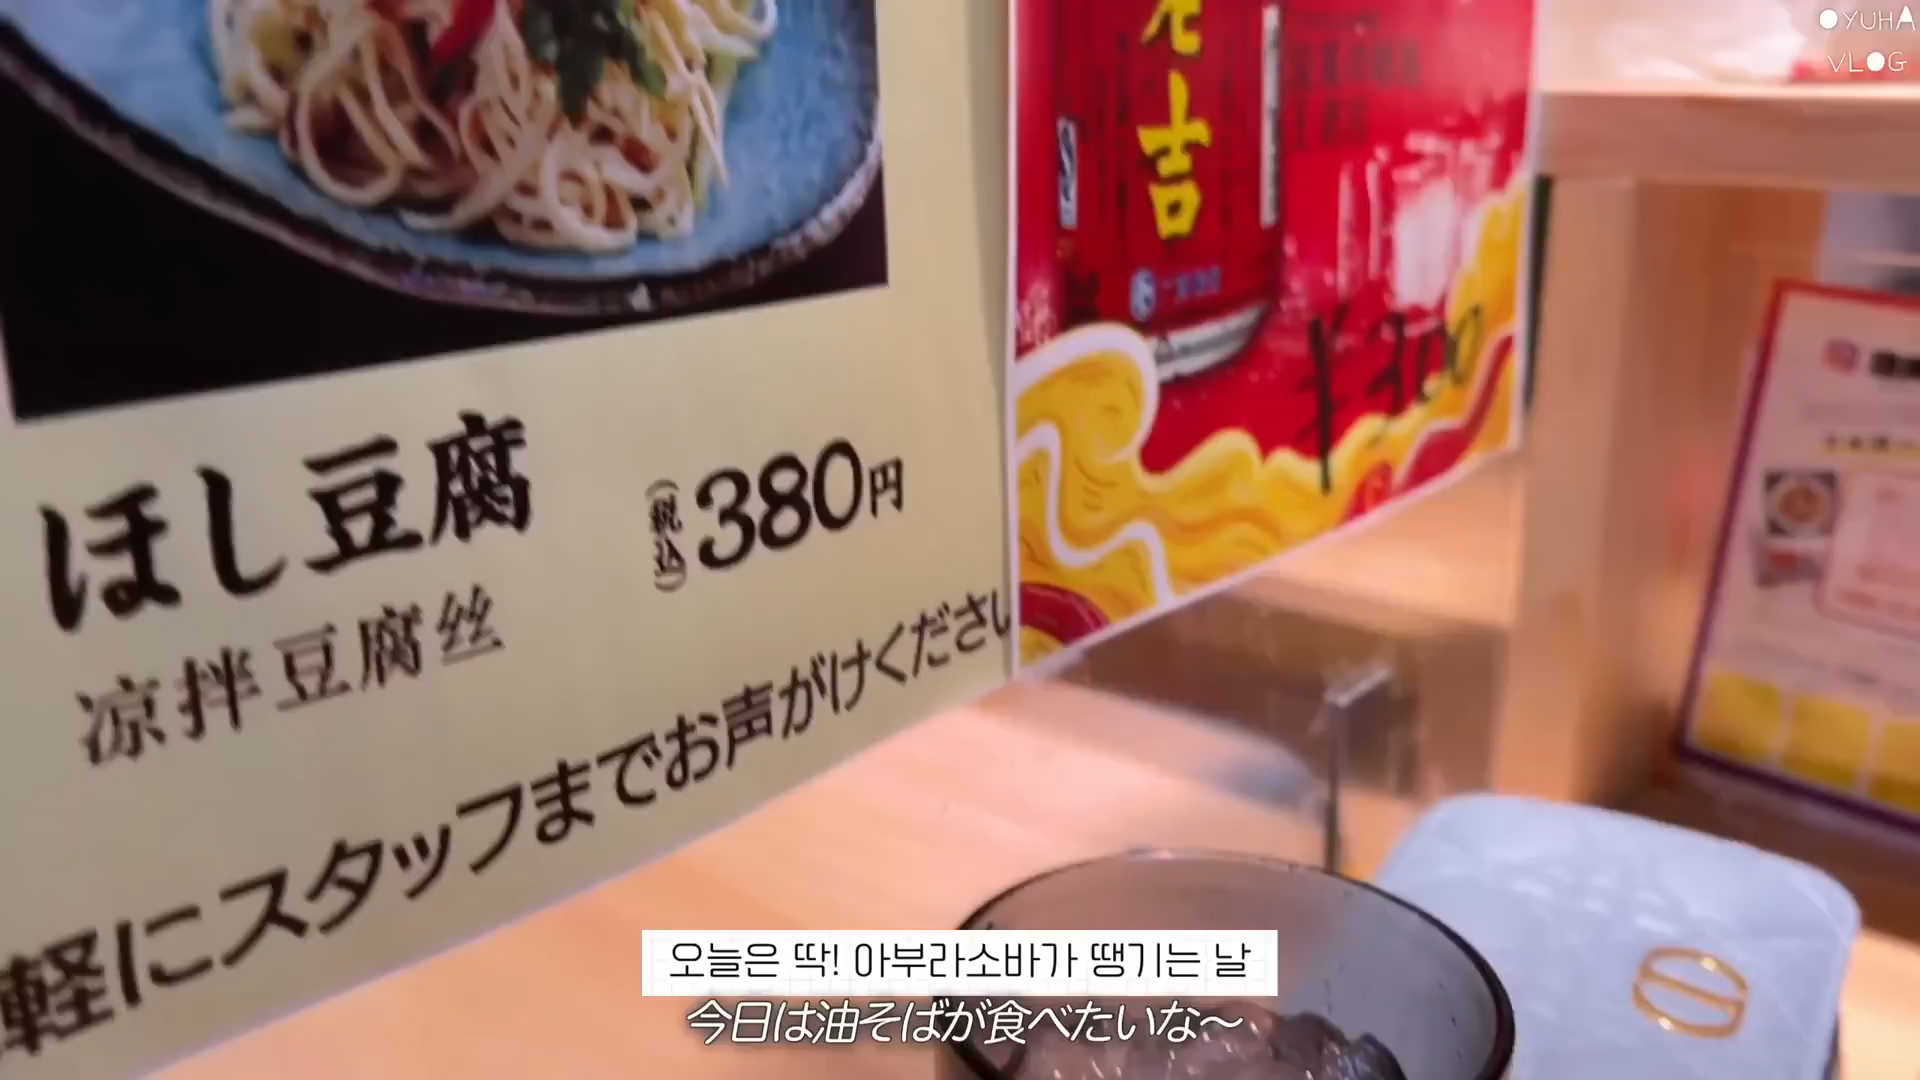 OYUHA
VLOG
吉
¥300
ほし豆腐
(税込)380円
凉拌豆腐丝
軽にスタッフまでお声がけくださ
오늘은 딱! 아부라소바가 땡기는 날
今日は油そばが食べたいな〜